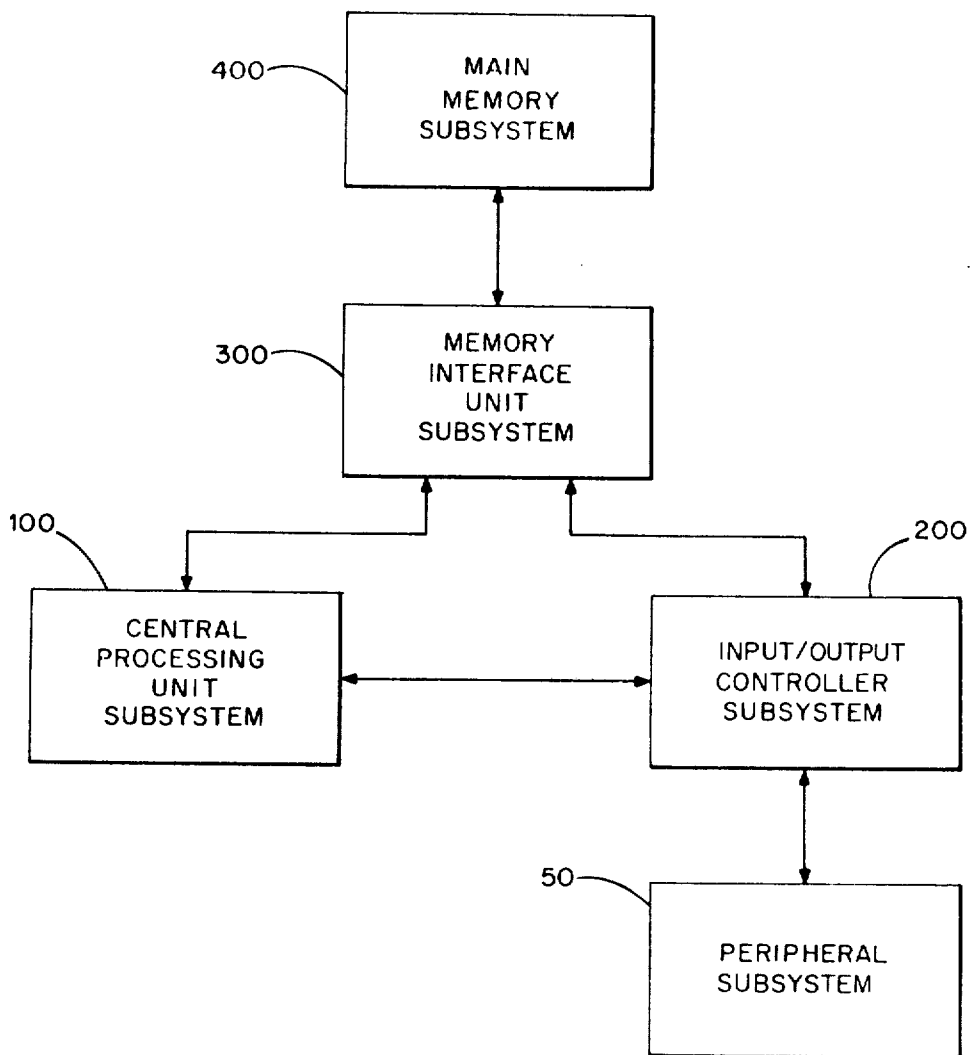 400
MAIN
MEMORY
SUBSYSTEM
300
MEMORY
INTERFACE
UNIT
SUBSYSTEM
100
200
CENTRAL
PROCESSING
UNIT
SUBSYSTEM
INPUT/OUTPUT
CONTROLLER
SUBSYSTEM
50
PERIPHERAL
SUBSYSTEM